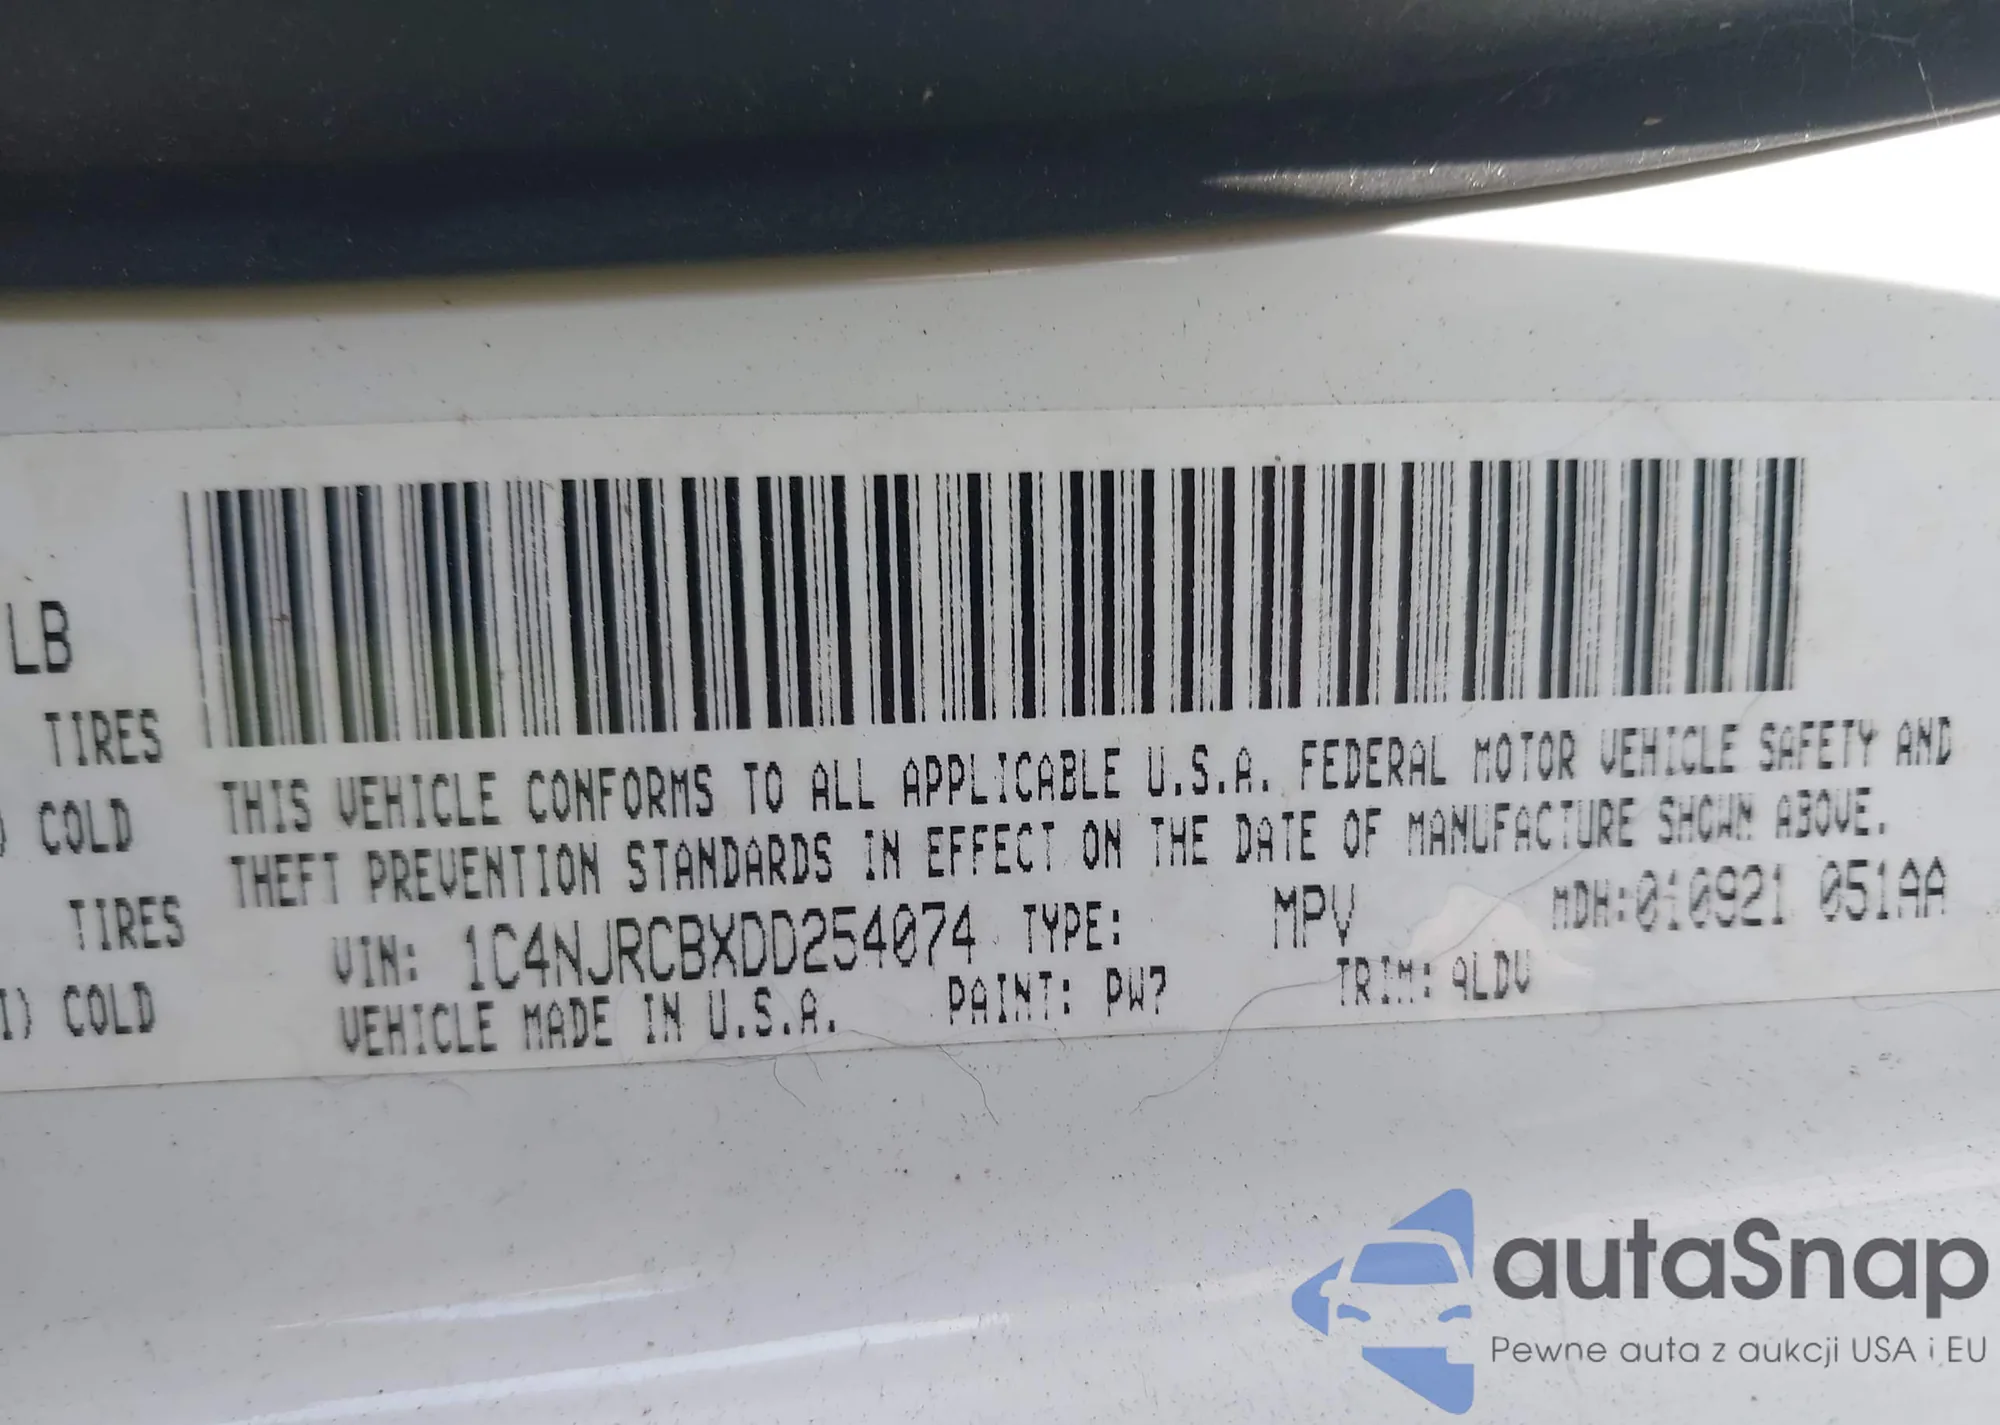 LB
TIRES
) COLD
TIRES
I) COLD
THIS VEHICLE CONFORMS TO ALL APPLICABLE U.S.A. FEDERAL MOTOR VEHICLE SAFETY AND
THEFT PREVENTION STANDARDS IN EFFECT ON THE DATE OF MANUFACTURE SHOWN ABOVE.
VIN: 1C4NJRCBXDD254074 TYPE: MPV MDH:010921 051AA
VEHICLE MADE IN U.S.A. PAINT: PW7 TRIM: ALDV
autaSnap
Pewne auta z aukcji USA i EU